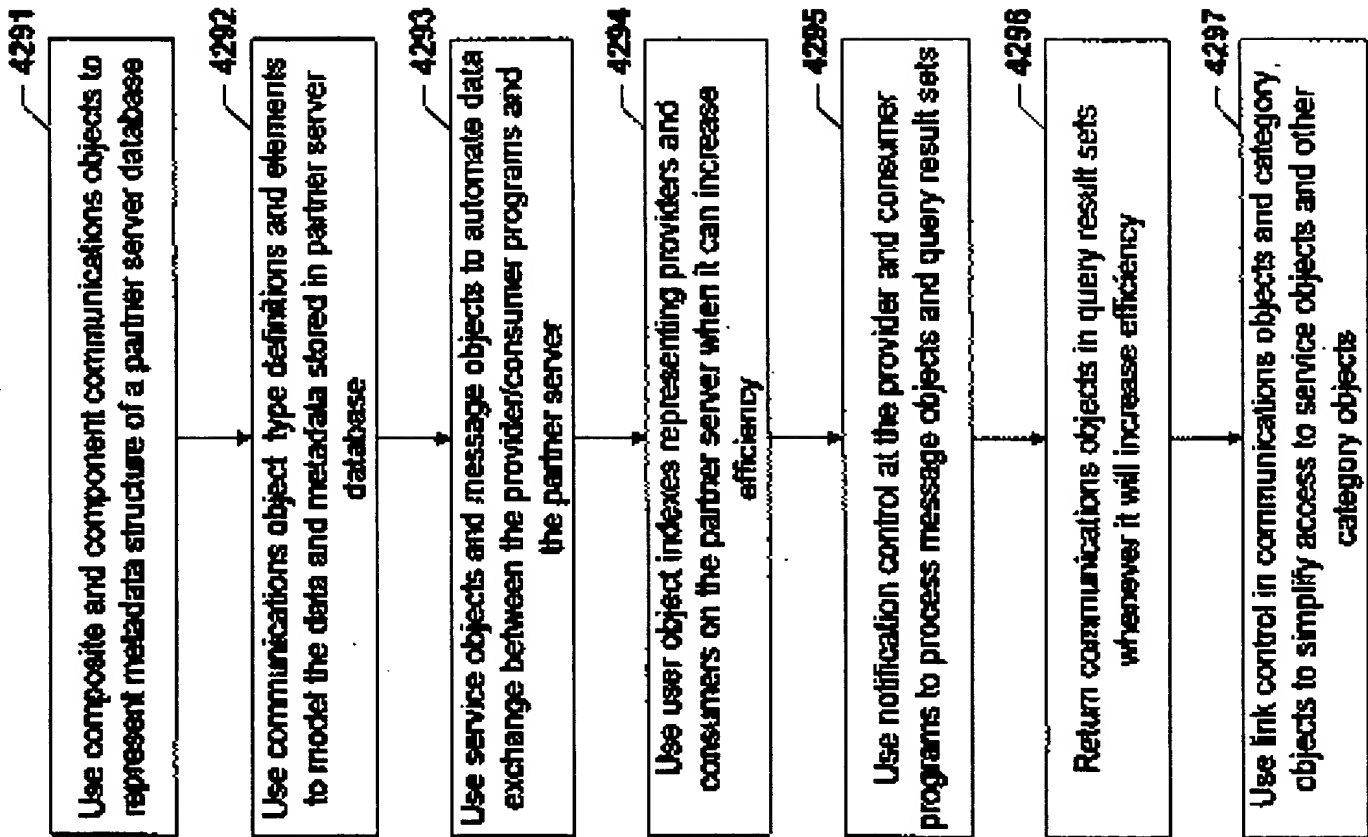 4291
Use composite and component communications objects to
represent metadata structure of a partner server database
4292
Use communications object type definitions and elements
to model the data and metadata stored in partner server
database
4293
Use service objects and message objects to automate data
exchange between the provider/consumer programs and
the partner server
4294
Use user object indexes representing providers and
consumers on the partner server when it can increase
efficiency
4295
Use notification control at the provider and consumer
programs to process message objects and query result sets
4296
Return communications objects in query result sets
whenever it will increase efficiency
4297
Use link control in communications objects and category,
objects to simplify access to service objects and other
category objects